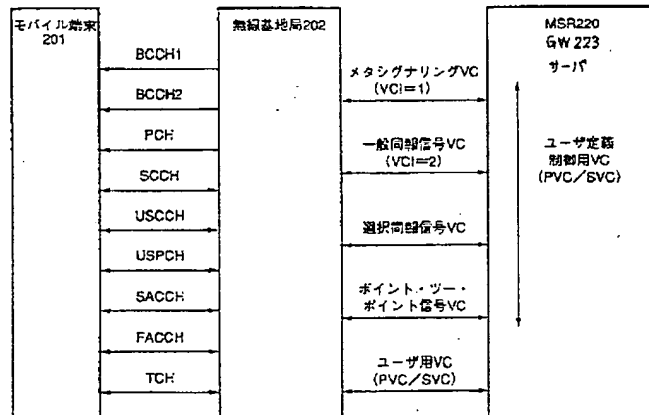 モバイル端末
201
無線基地局202
MSR220
GW223
サーバ
BCCH1
BCCH2
PCH
SCCH
USCCH
USPCH
SACCH
FACCH
TCH
メタシグナリングVC
(VCI=1)
一般同報信号VC
(VCI=2)
選択同報信号VC
ポイント・ツー・
ポイント信号VC
ユーザ用VC
(PVC/SVC)
ユーザ定義
制御用VC
(PVC/SVC)